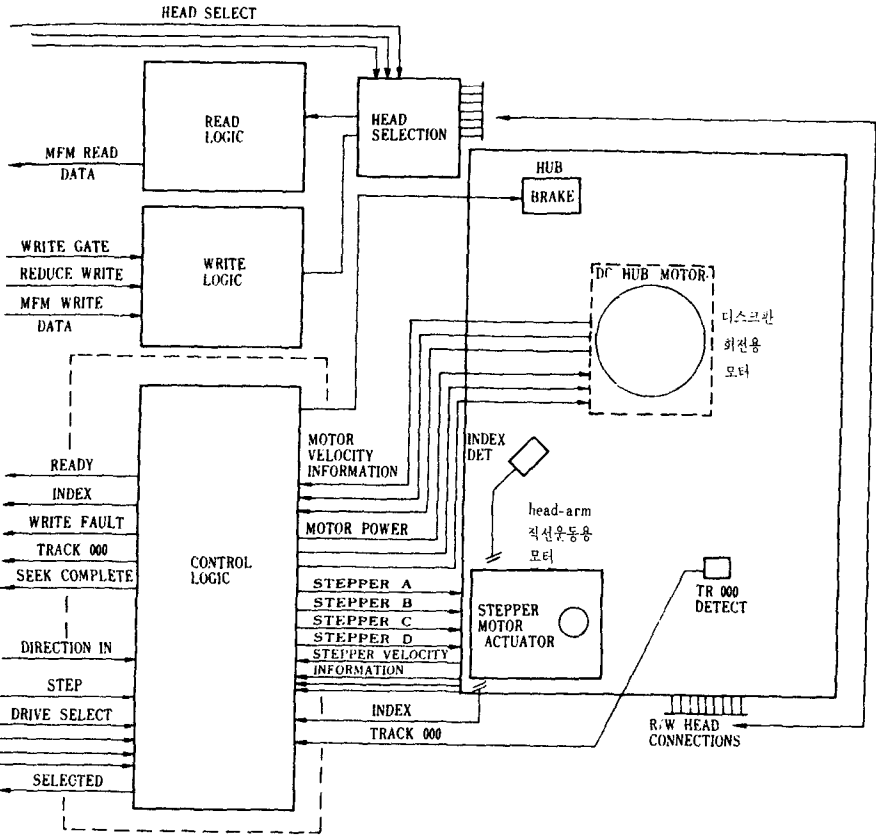 HEAD SELECT
READ
LOGIC
HEAD
SELECTION
MFM READ
DATA
HUB
BRAKE
WRITE GATE
REDUCE WRITE
MFM WRITE
DATA
WRITE
LOGIC
DC HUB MOTOR
디스크판
회전용
모터
MOTOR
VELOCITY
INFORMATION
INDEX
DET
READY
INDEX
WRITE FAULT
TRACK 000
SEEK COMPLETE
CONTROL
LOGIC
MOTOR POWER
head-arm
직선운동용
모터
STEPPER A
STEPPER B
STEPPER C
STEPPER D
STEPPER VELOCITY
INFORMATION
STEPPER
MOTOR
ACTUATOR
TR 000
DETECT
DIRECTION IN
STEP
DRIVE SELECT
SELECTED
INDEX
TRACK 000
R/W HEAD
CONNECTIONS